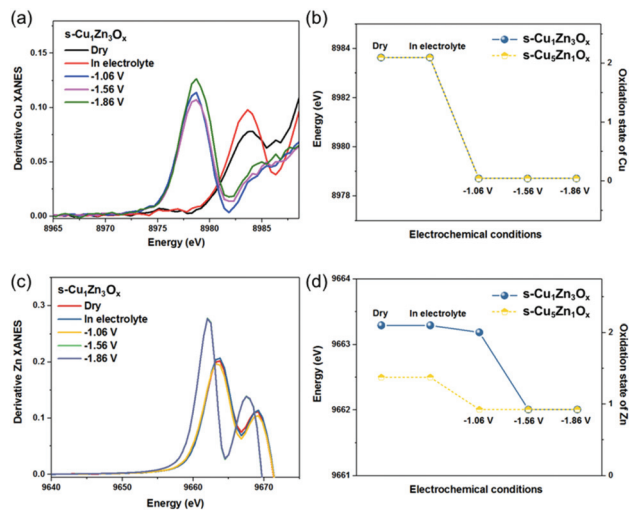 (a)
s-Cu₁Zn₃Oₓ
Dry
In electrolyte
-1.06 V
-1.56 V
-1.86 V
Derivative Cu XANES
0.15
0.10
0.05
0.00
8965
8970
8975
8980
8985
Energy (eV)
(b)
s-Cu₁Zn₃Oₓ
s-Cu₅Zn₁Oₓ
Dry
In electrolyte
-1.06 V
-1.56 V
-1.86 V
Energy (eV)
8984
8982
8980
8978
Oxidation state of Cu
2
1
0
Electrochemical conditions
(c)
s-Cu₁Zn₃Oₓ
Dry
In electrolyte
-1.06 V
-1.56 V
-1.86 V
Derivative Zn XANES
0.3
0.2
0.1
0.0
9640
9650
9660
9670
Energy (eV)
(d)
s-Cu₁Zn₃Oₓ
s-Cu₅Zn₁Oₓ
Dry
In electrolyte
-1.06 V
-1.56 V
-1.86 V
Energy (eV)
9664
9663
9662
9661
Oxidation state of Zn
2
1
0
Electrochemical conditions